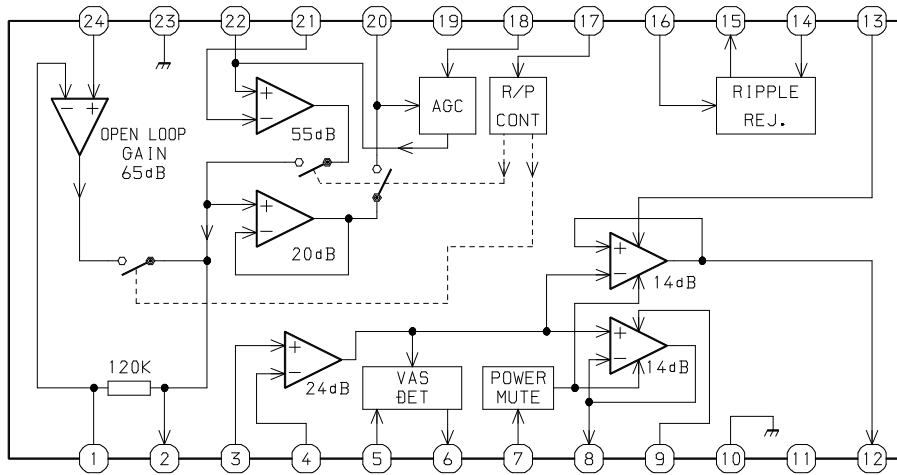 24 23 22 21 20 19 18 17 16 15 14 13
− +
OPEN LOOP
GAIN
65dB
+
−
55dB
AGC
R/P
CONT
RIPPLE
REJ.
+
−
20dB
+
−
14dB
120K
+
−
24dB
VAS
DET
POWER
MUTE
+
−
14dB
1 2 3 4 5 6 7 8 9 10 11 12